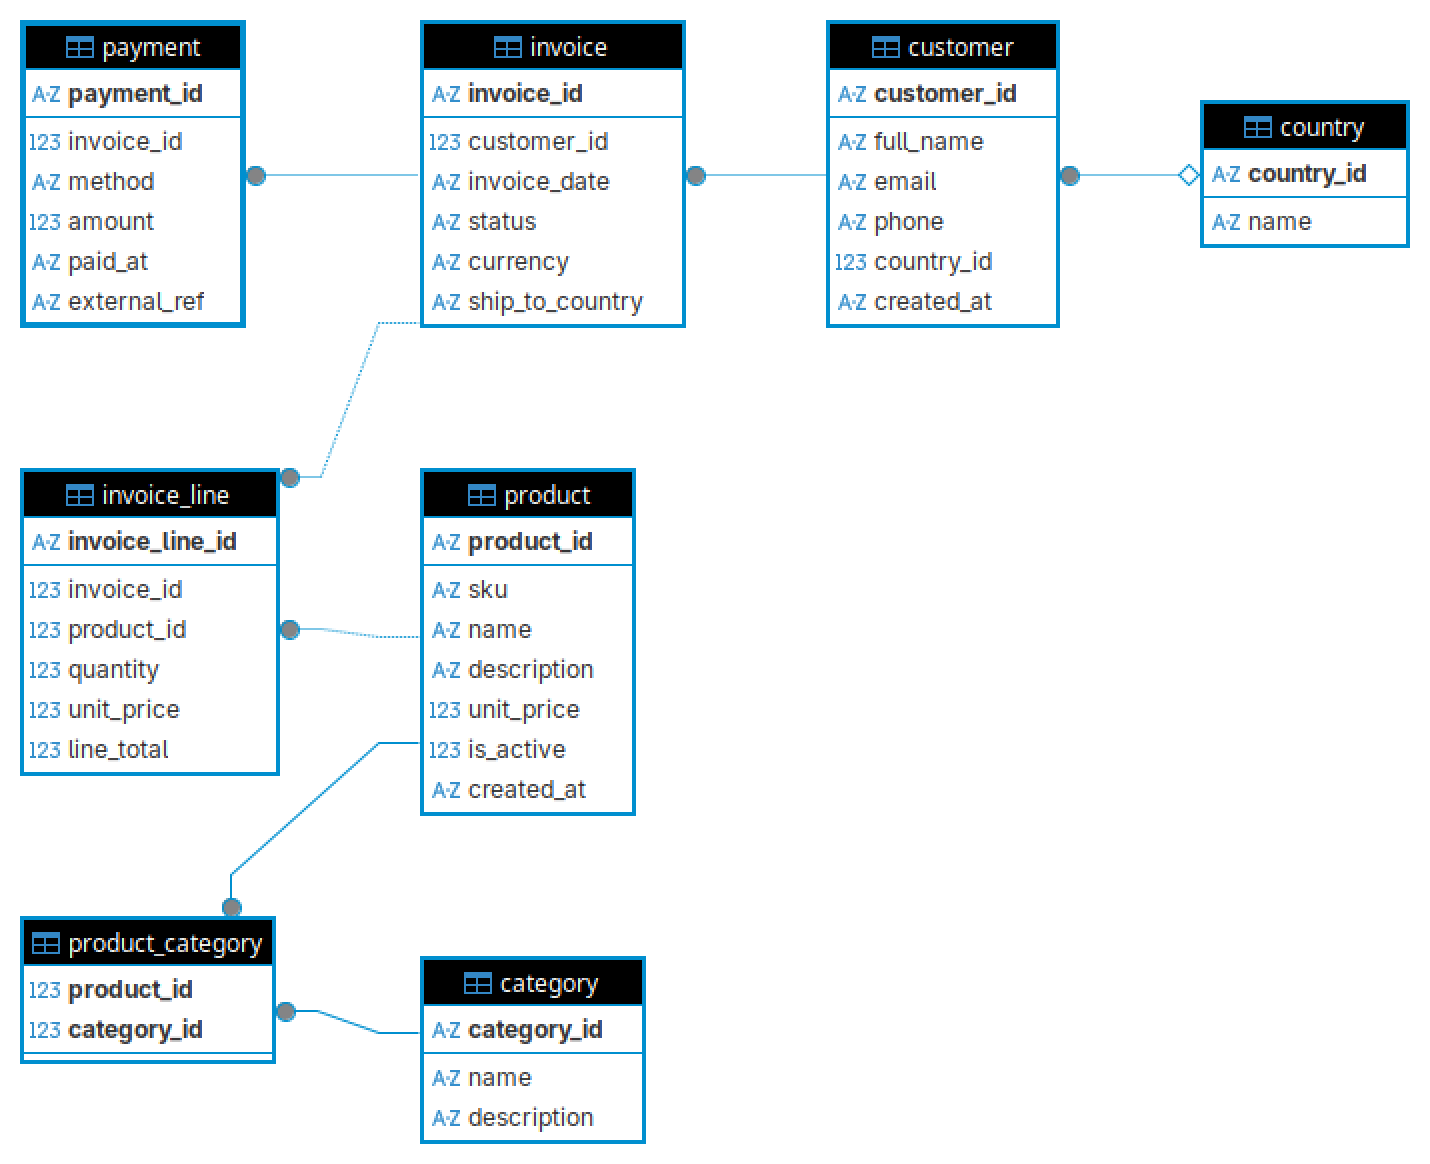 payment
A-Z payment_id
123 invoice_id
A-Z method
123 amount
A-Z paid_at
A-Z external_ref
invoice
A-Z invoice_id
123 customer_id
A-Z invoice_date
A-Z status
A-Z currency
A-Z ship_to_country
customer
A-Z customer_id
A-Z full_name
A-Z email
A-Z phone
123 country_id
A-Z created_at
country
A-Z country_id
A-Z name
invoice_line
A-Z invoice_line_id
123 invoice_id
123 product_id
123 quantity
123 unit_price
123 line_total
product
A-Z product_id
A-Z sku
A-Z name
A-Z description
123 unit_price
123 is_active
A-Z created_at
product_category
123 product_id
123 category_id
category
A-Z category_id
A-Z name
A-Z description